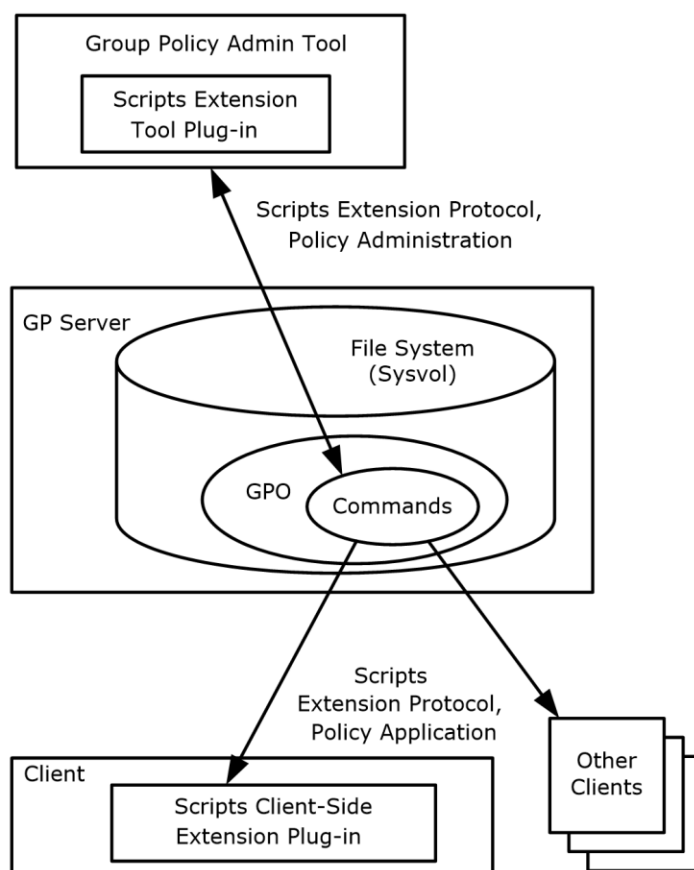 Group Policy Admin Tool
Scripts Extension
Tool Plug-in
Scripts Extension Protocol,
Policy Administration
GP Server
File System
(Sysvol)
GPO
Commands
Scripts
Extension Protocol,
Policy Application
Client
Scripts Client-Side
Extension Plug-in
Other
Clients